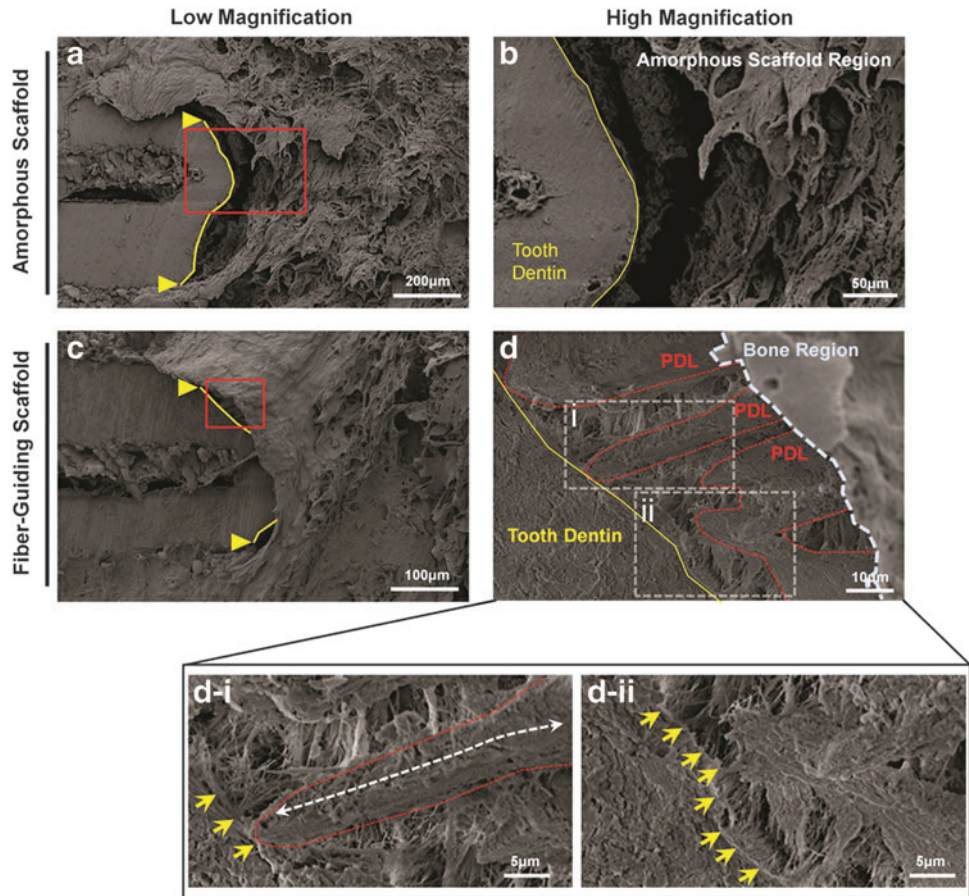 Low Magnification
High Magnification
Amorphous Scaffold
a
200μm
b
Amorphous Scaffold Region
Tooth
Dentin
50μm
Fiber-Guiding Scaffold
c
100μm
d
PDL
Bone Region
PDL
PDL
i
ii
Tooth Dentin
10μm
d-i
5μm
d-ii
5μm